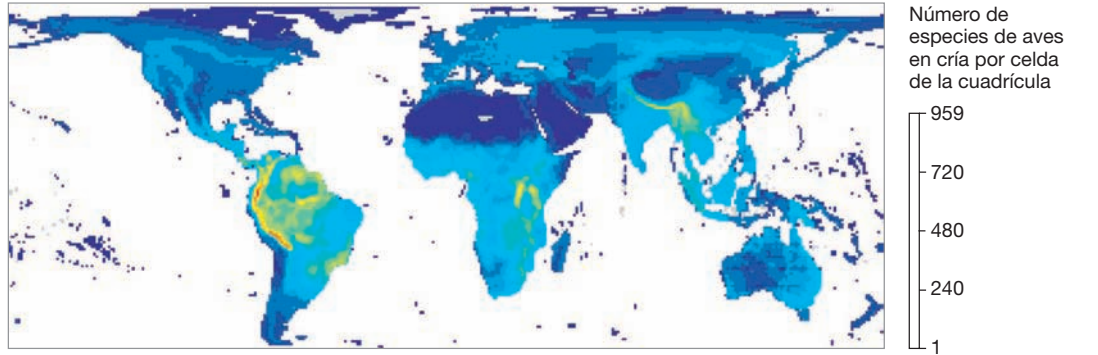 Número de
especies de aves
en cría por celda
de la cuadrícula
959
720
480
240
1